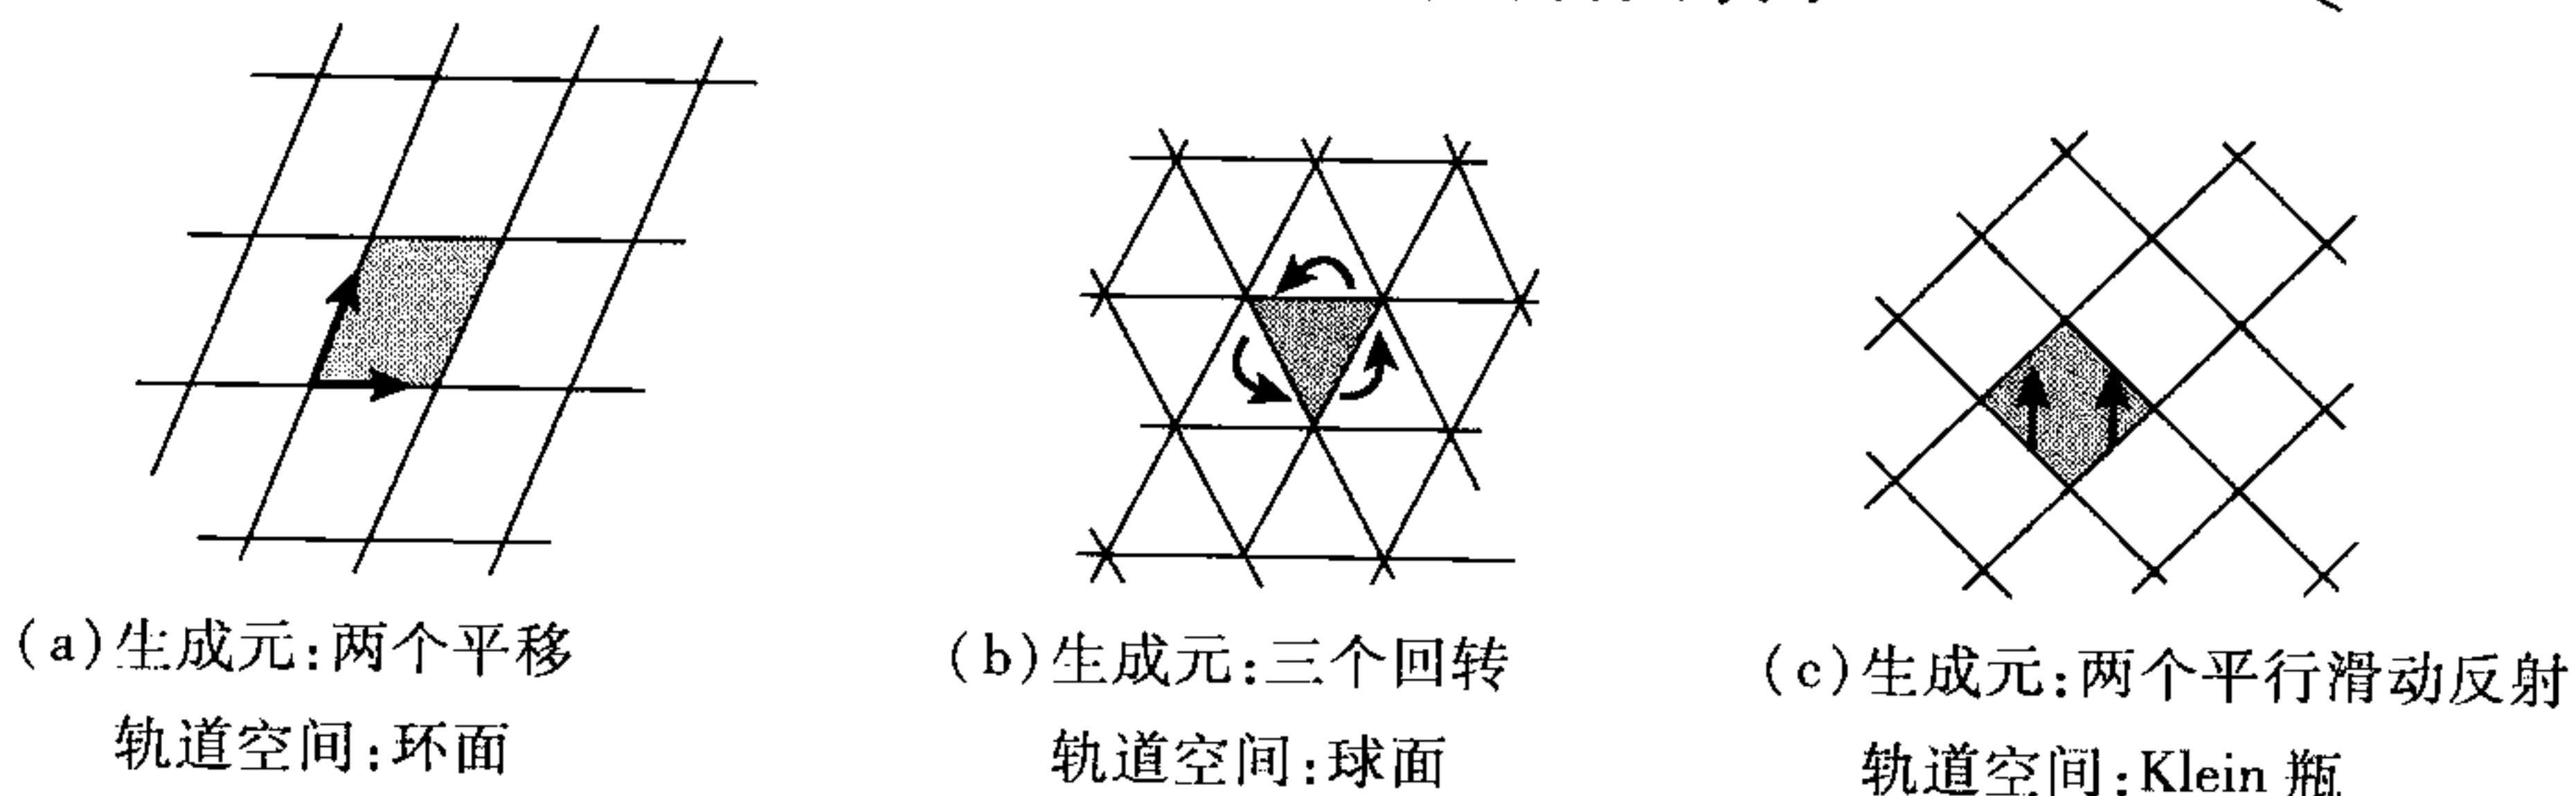 (a)生成元:两个平移
轨道空间:环面
(b)生成元:三个回转
轨道空间:球面
(c)生成元:两个平行滑动反射
轨道空间:Klein 瓶